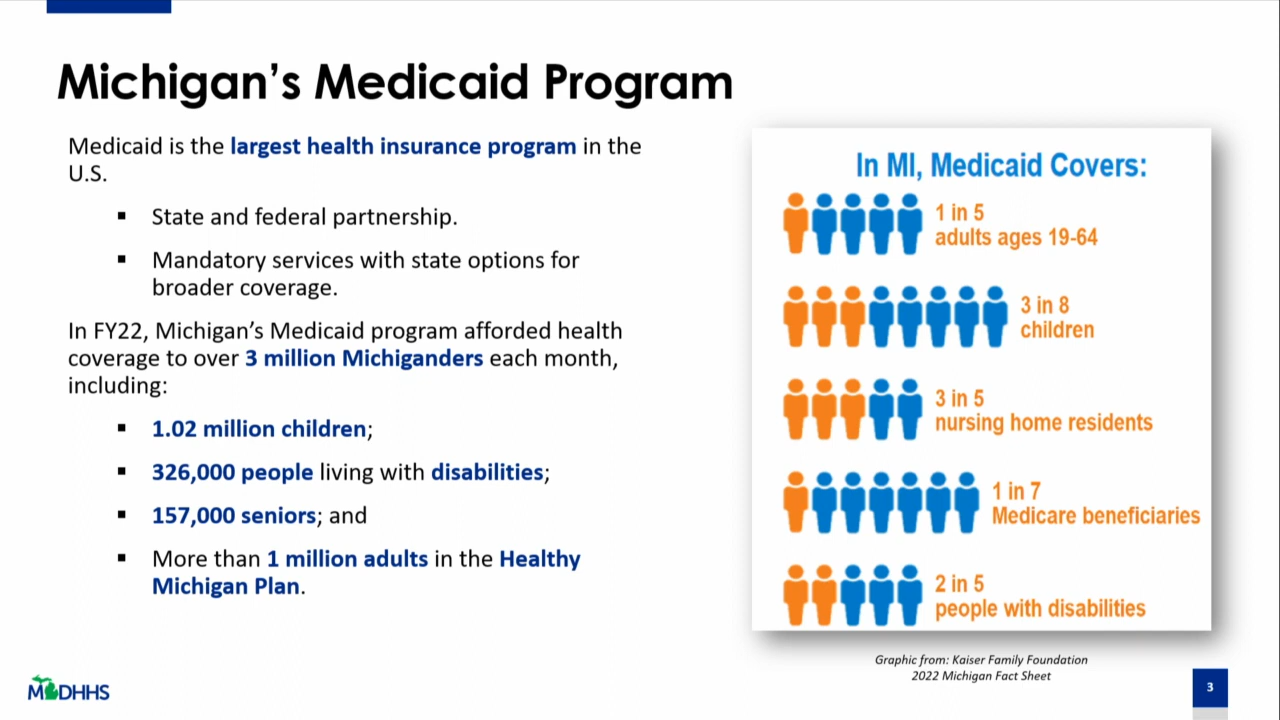 Michigan's Medicaid Program
Medicaid is the largest health insurance program in the
U.S.
▪ State and federal partnership.
▪ Mandatory services with state options for
broader coverage.
In FY22, Michigan's Medicaid program afforded health
coverage to over 3 million Michiganders each month,
including:
▪ 1.02 million children;
▪ 326,000 people living with disabilities;
▪ 157,000 seniors; and
▪ More than 1 million adults in the Healthy
Michigan Plan.
In MI, Medicaid Covers:
1 in 5
adults ages 19-64
3 in 8
children
3 in 5
nursing home residents
1 in 7
Medicare beneficiaries
2 in 5
people with disabilities
Graphic from: Kaiser Family Foundation
2022 Michigan Fact Sheet
MDHHS
3